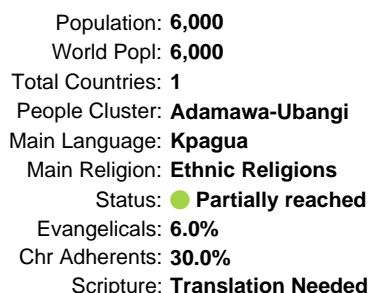 Population: 6,000
World Popl: 6,000
Total Countries: 1
People Cluster: Adamawa-Ubangi
Main Language: Kpagua
Main Religion: Ethnic Religions
Status: Partially reached
Evangelicals: 6.0%
Chr Adherents: 30.0%
Scripture: Translation Needed